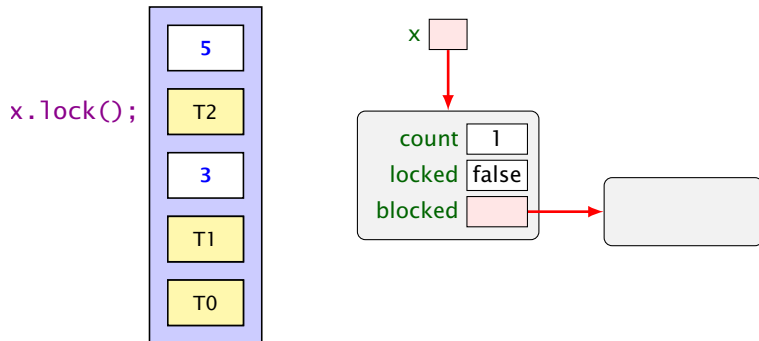 x.lock();
5
T2
3
T1
T0
x
count 1
locked false
blocked